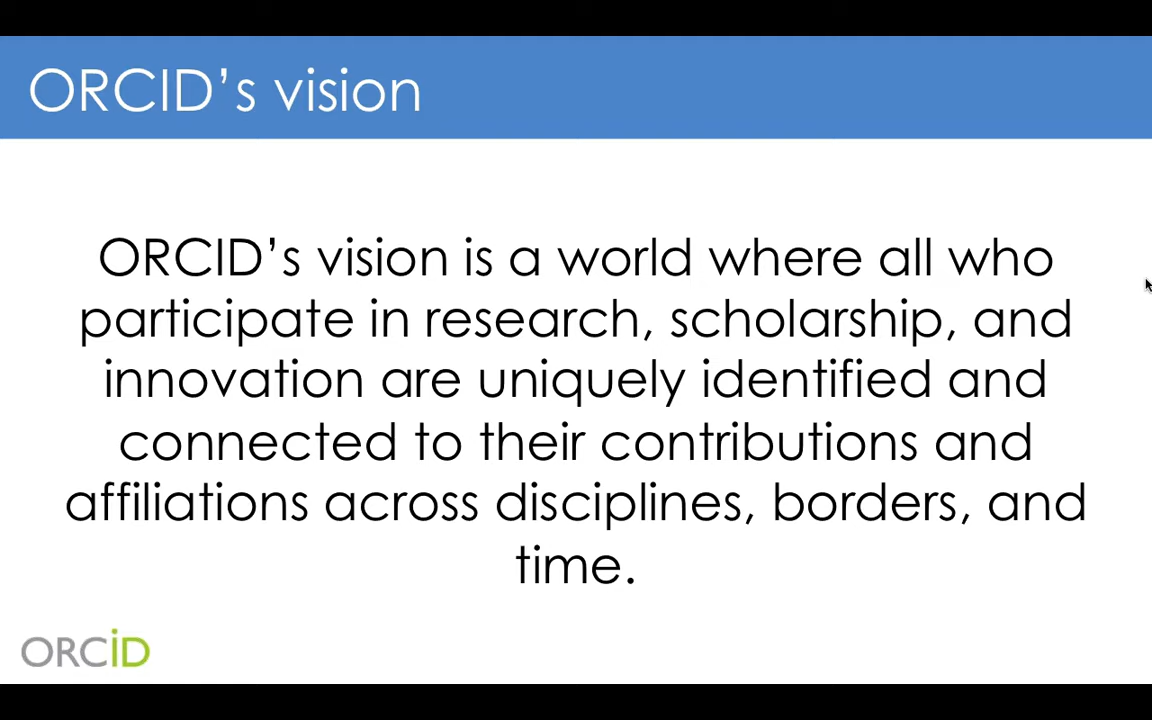 ORCID’s vision
ORCID’s vision is a world where all who
participate in research, scholarship, and
innovation are uniquely identified and
connected to their contributions and
affiliations across disciplines, borders, and
time.
ORCiD